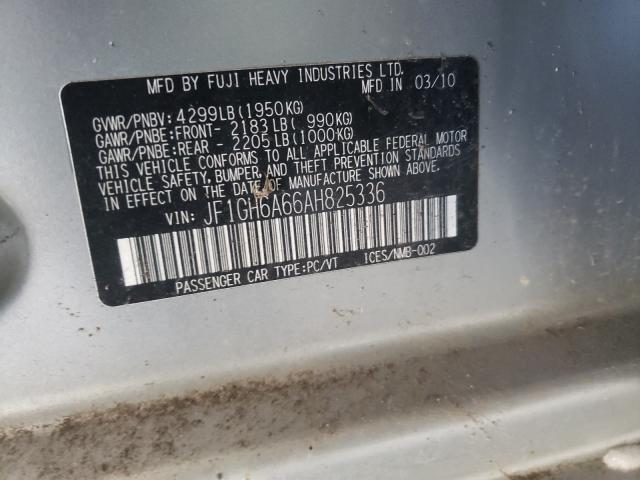 MFD BY FUJI HEAVY INDUSTRIES LTD.
MFD IN 03/10
GVWR/PNBV: 4299LB(1950KG)
GAWR/PNBE:FRONT- 2183LB( 990KG)
GAWR/PNBE:REAR - 2205LB(1000KG)
THIS VEHICLE CONFORMS TO ALL APPLICABLE FEDERAL MOTOR
VEHICLE SAFETY, BUMPER, AND THEFT PREVENTION STANDARDS
IN EFFECT ON THE DATE OF MANUFACTURE SHOWN ABOVE.
VIN: JF1GH6A66AH825336
PASSENGER CAR TYPE:PC/VT ICES/NMB-002